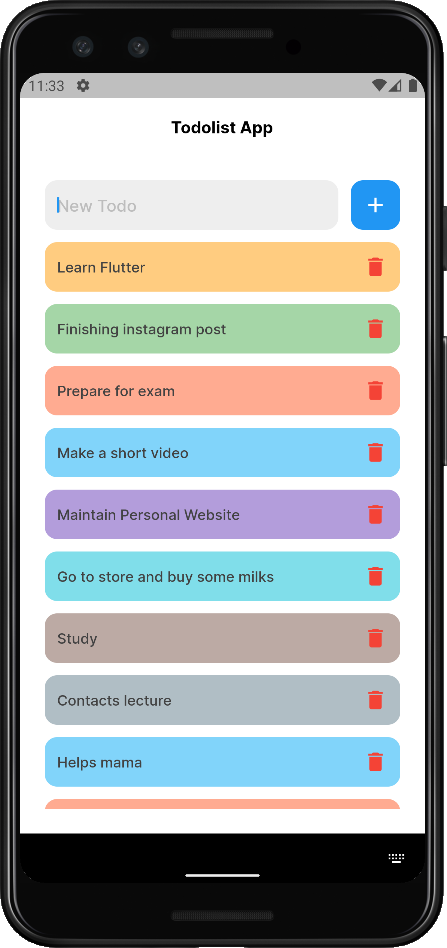 11:33
Todolist App
New Todo
+
Learn Flutter
Finishing instagram post
Prepare for exam
Make a short video
Maintain Personal Website
Go to store and buy some milks
Study
Contacts lecture
Helps mama